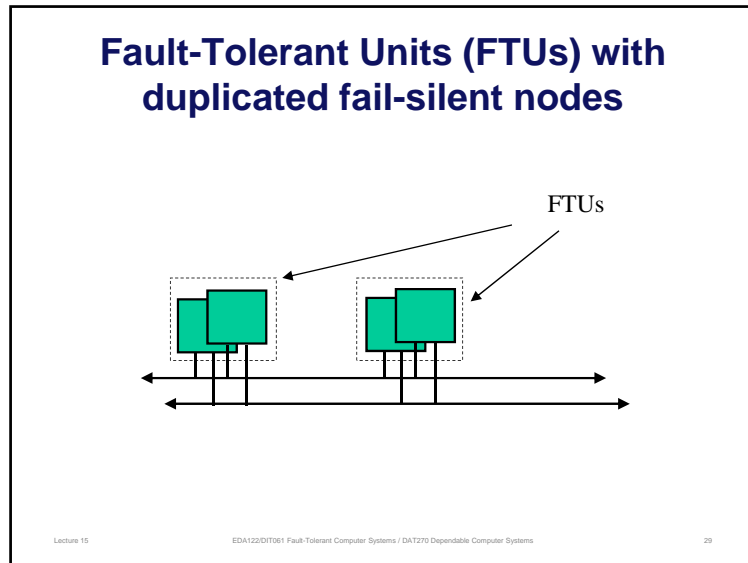 Fault-Tolerant Units (FTUs) with
duplicated fail-silent nodes
FTUs
Lecture 15
EDA122/DIT061 Fault-Tolerant Computer Systems / DAT270 Dependable Computer Systems
29